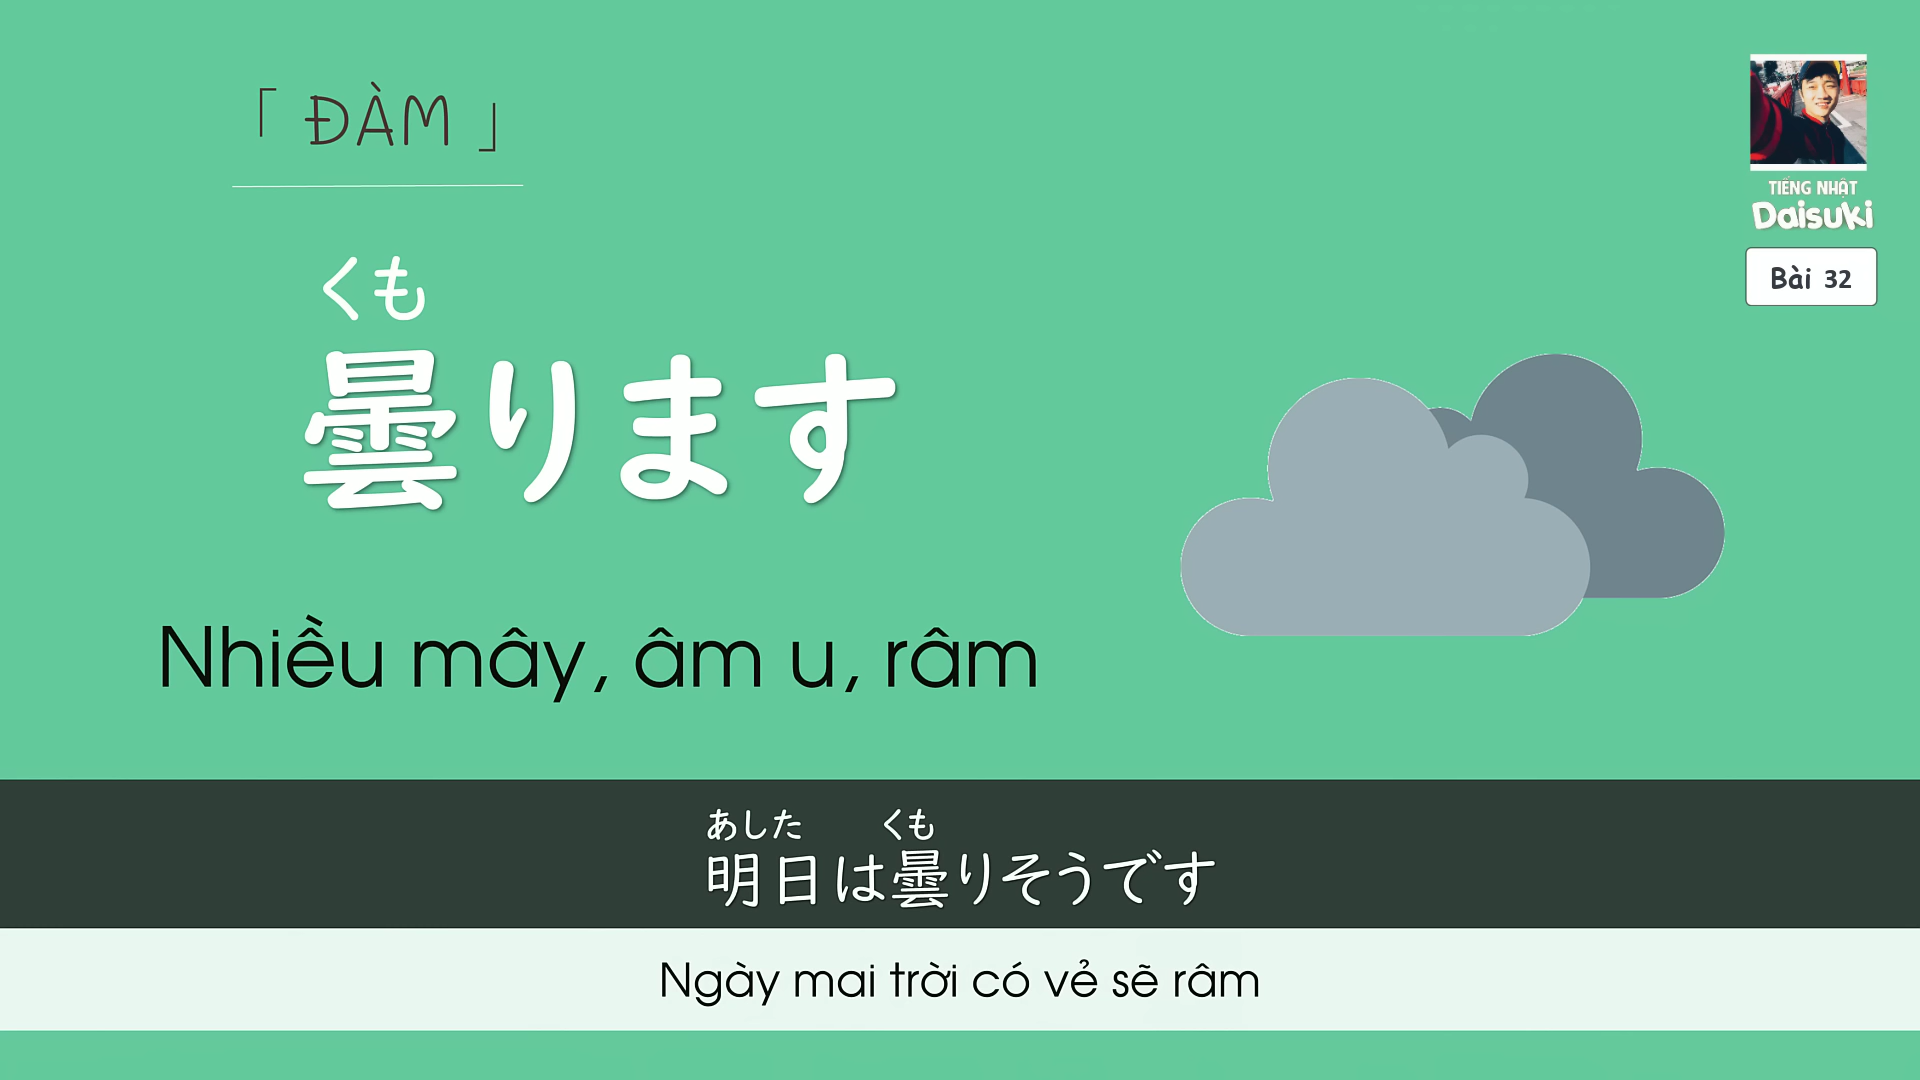 「 ĐÀM 」
くも
曇ります
Nhiều mây, âm u, râm
TIẾNG NHẬT
Daisuki
Bài 32
あした くも
明日は曇りそうです
Ngày mai trời có vẻ sẽ râm